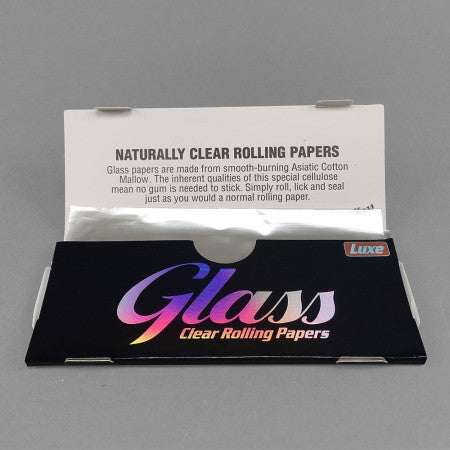 NATURALLY CLEAR ROLLING PAPERS
Glass papers are made from smooth-burning Asiatic Cotton
Mallow. The inherent qualities of this special cellulose
mean no gum is needed to stick. Simply roll, lick and seal
just as you would a normal rolling paper.
Luxe
Glass
Clear Rolling Papers